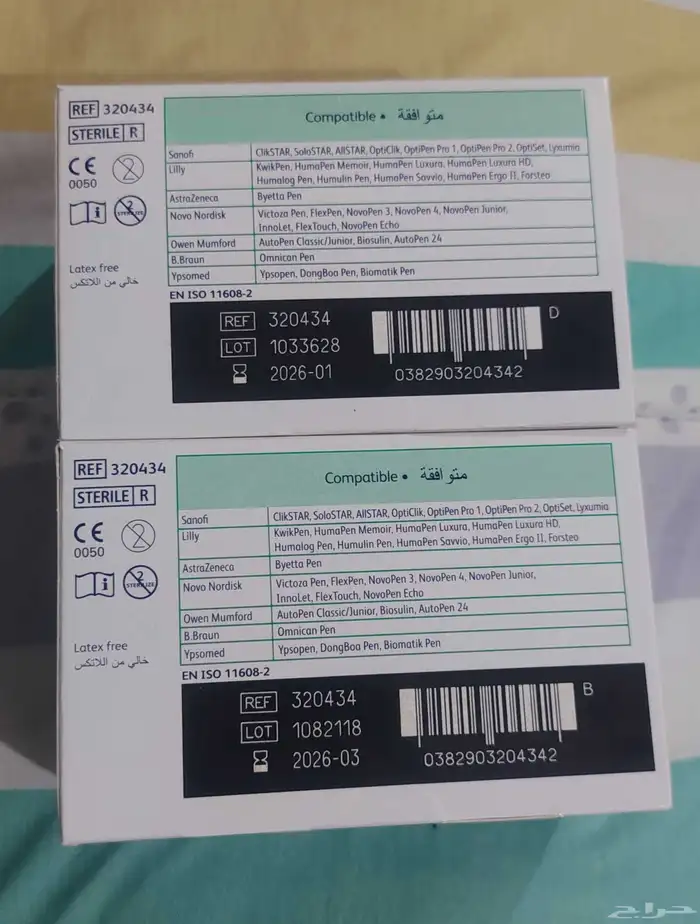 REF 320434
STERILE R
CE
0050
2
i
2
STERILIZE
Latex free
خالي من اللاتكس
Compatible • متوافقة
Sanofi ClikSTAR, SoloSTAR, AllSTAR, OptiClik, OptiPen Pro 1, OptiPen Pro 2, OptiSet, Lyxumia
Lilly KwikPen, HumaPen Memoir, HumaPen Luxura, HumaPen Luxura HD,
Humalog Pen, Humulin Pen, HumaPen Savvio, HumaPen Ergo II, Forsteo
AstraZeneca Byetta Pen
Novo Nordisk Victoza Pen, FlexPen, NovoPen 3, NovoPen 4, NovoPen Junior,
InnoLet, FlexTouch, NovoPen Echo
Owen Mumford AutoPen Classic/Junior, Biosulin, AutoPen 24
B.Braun Omnican Pen
Ypsomed Ypsopen, DongBao Pen, Biomatik Pen
EN ISO 11608-2
REF 320434
LOT 1033628
2026-01
D
0382903204342
REF 320434
STERILE R
CE
0050
2
i
2
STERILIZE
Latex free
خالي من اللاتكس
Compatible • متوافقة
Sanofi ClikSTAR, SoloSTAR, AllSTAR, OptiClik, OptiPen Pro 1, OptiPen Pro 2, OptiSet, Lyxumia
Lilly KwikPen, HumaPen Memoir, HumaPen Luxura, HumaPen Luxura HD,
Humalog Pen, Humulin Pen, HumaPen Savvio, HumaPen Ergo II, Forsteo
AstraZeneca Byetta Pen
Novo Nordisk Victoza Pen, FlexPen, NovoPen 3, NovoPen 4, NovoPen Junior,
InnoLet, FlexTouch, NovoPen Echo
Owen Mumford AutoPen Classic/Junior, Biosulin, AutoPen 24
B.Braun Omnican Pen
Ypsomed Ypsopen, DongBao Pen, Biomatik Pen
EN ISO 11608-2
REF 320434
LOT 1082118
2026-03
B
0382903204342
حراج